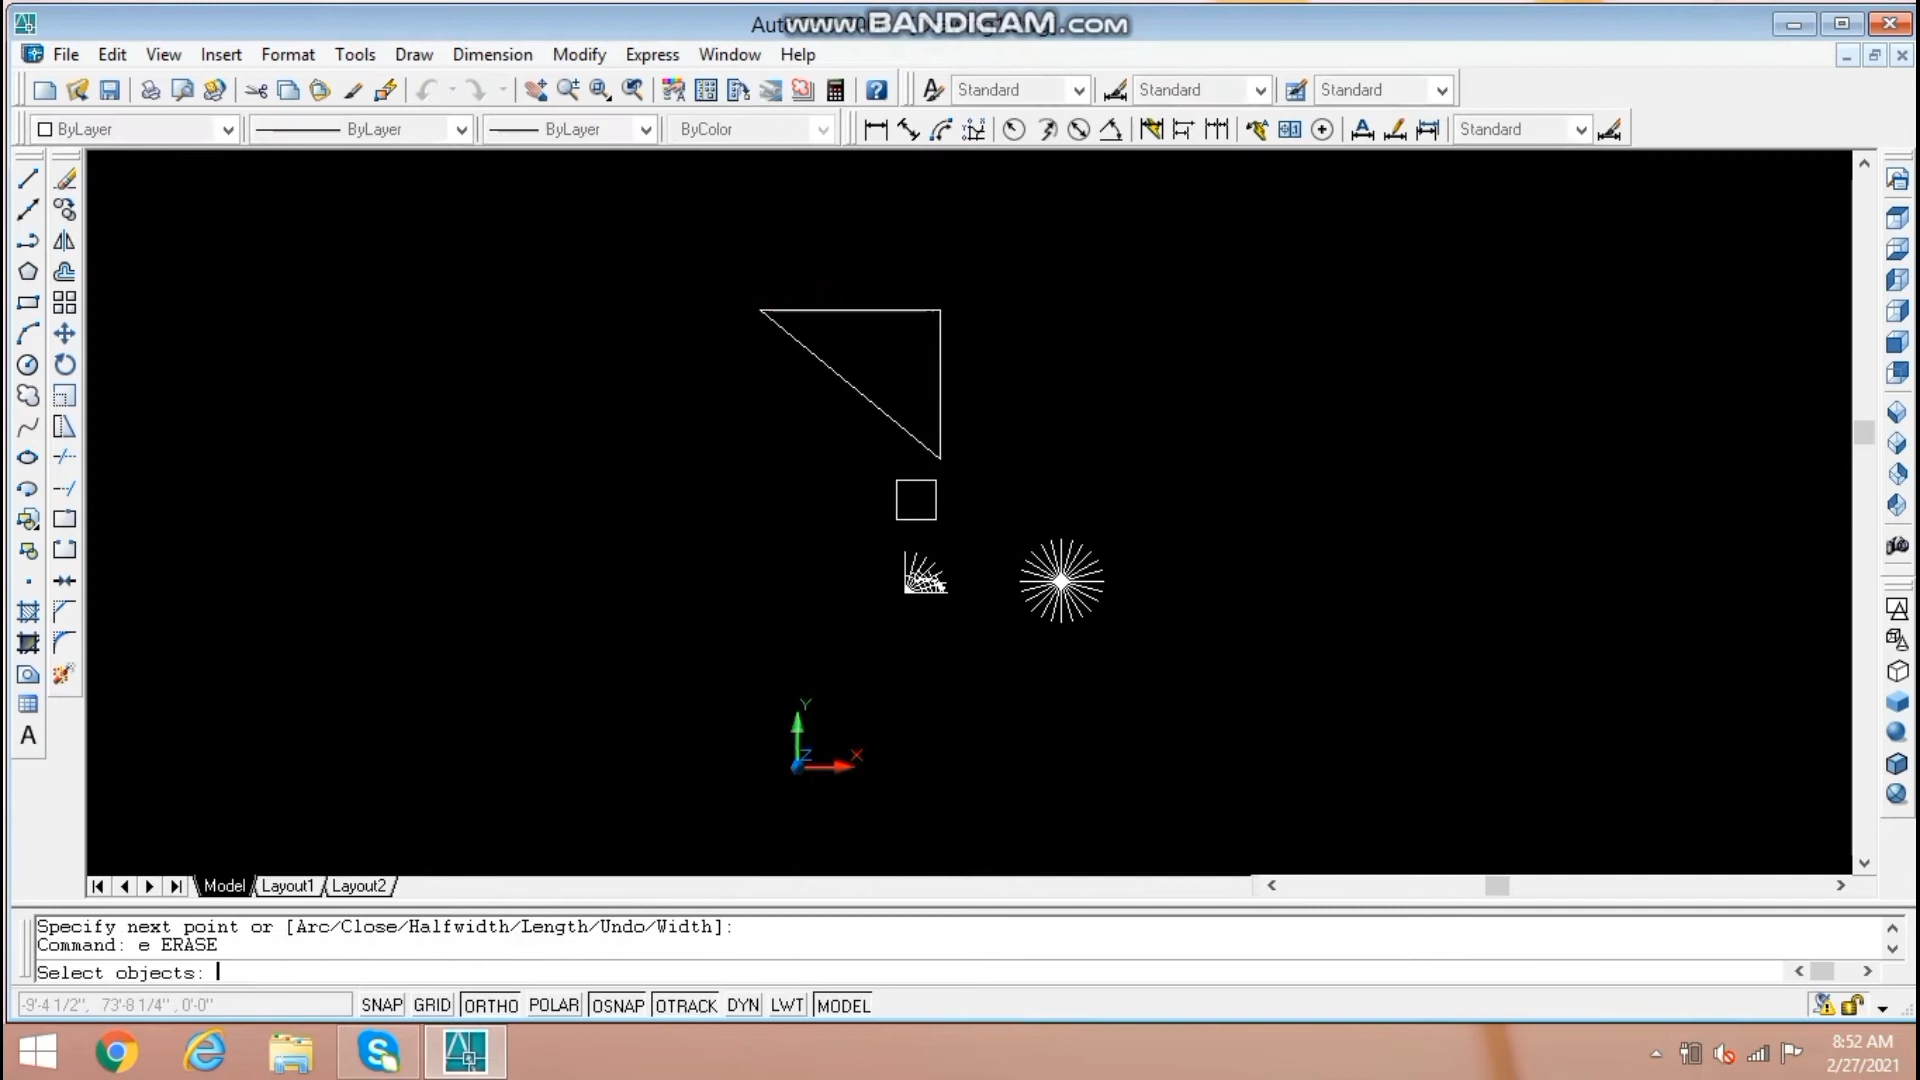 www.BANDICAM.com
File Edit View Insert Format Tools Draw Dimension Modify Express Window Help
Standard Standard Standard
ByLayer ByLayer ByLayer ByColor Standard
A
Y
Z X
Model Layout1 Layout2
Specify next point or [Arc/Close/Halfwidth/Length/Undo/Width]:
Command: e ERASE
Select objects:
-9'-4 1/2", 73'-8 1/4", 0'-0" SNAP GRID ORTHO POLAR OSNAP OTRACK DYN LWT MODEL
8:52 AM
2/27/2021